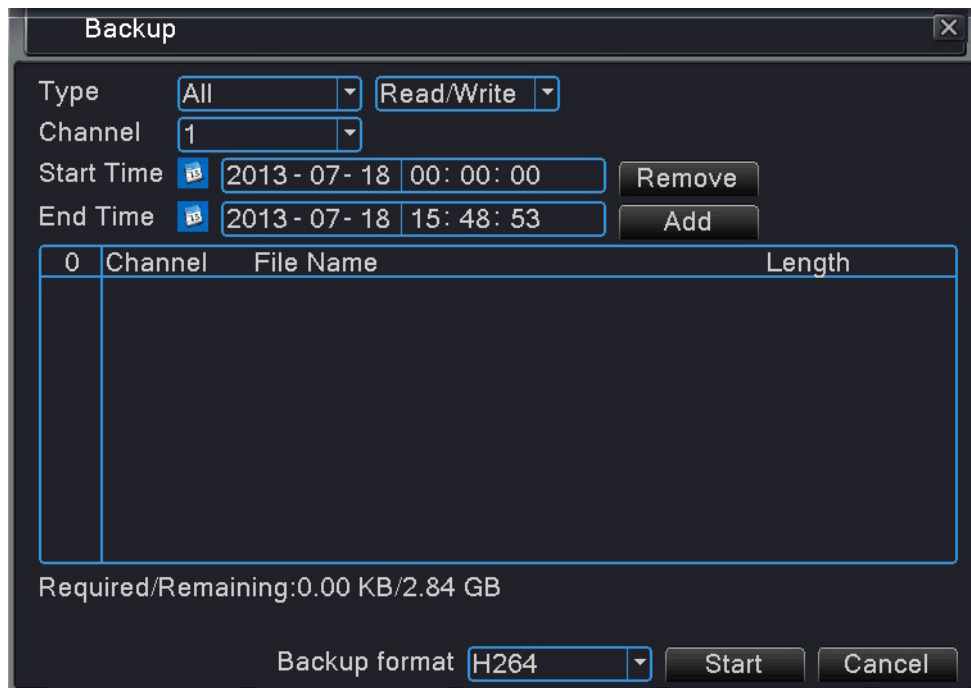 Backup
Type All Read/Write
Channel 1
Start Time 15 2013 - 07 - 18 00: 00: 00 Remove
End Time 15 2013 - 07 - 18 15: 48: 53 Add
0 Channel File Name Length
Required/Remaining:0.00 KB/2.84 GB
Backup format H264 Start Cancel